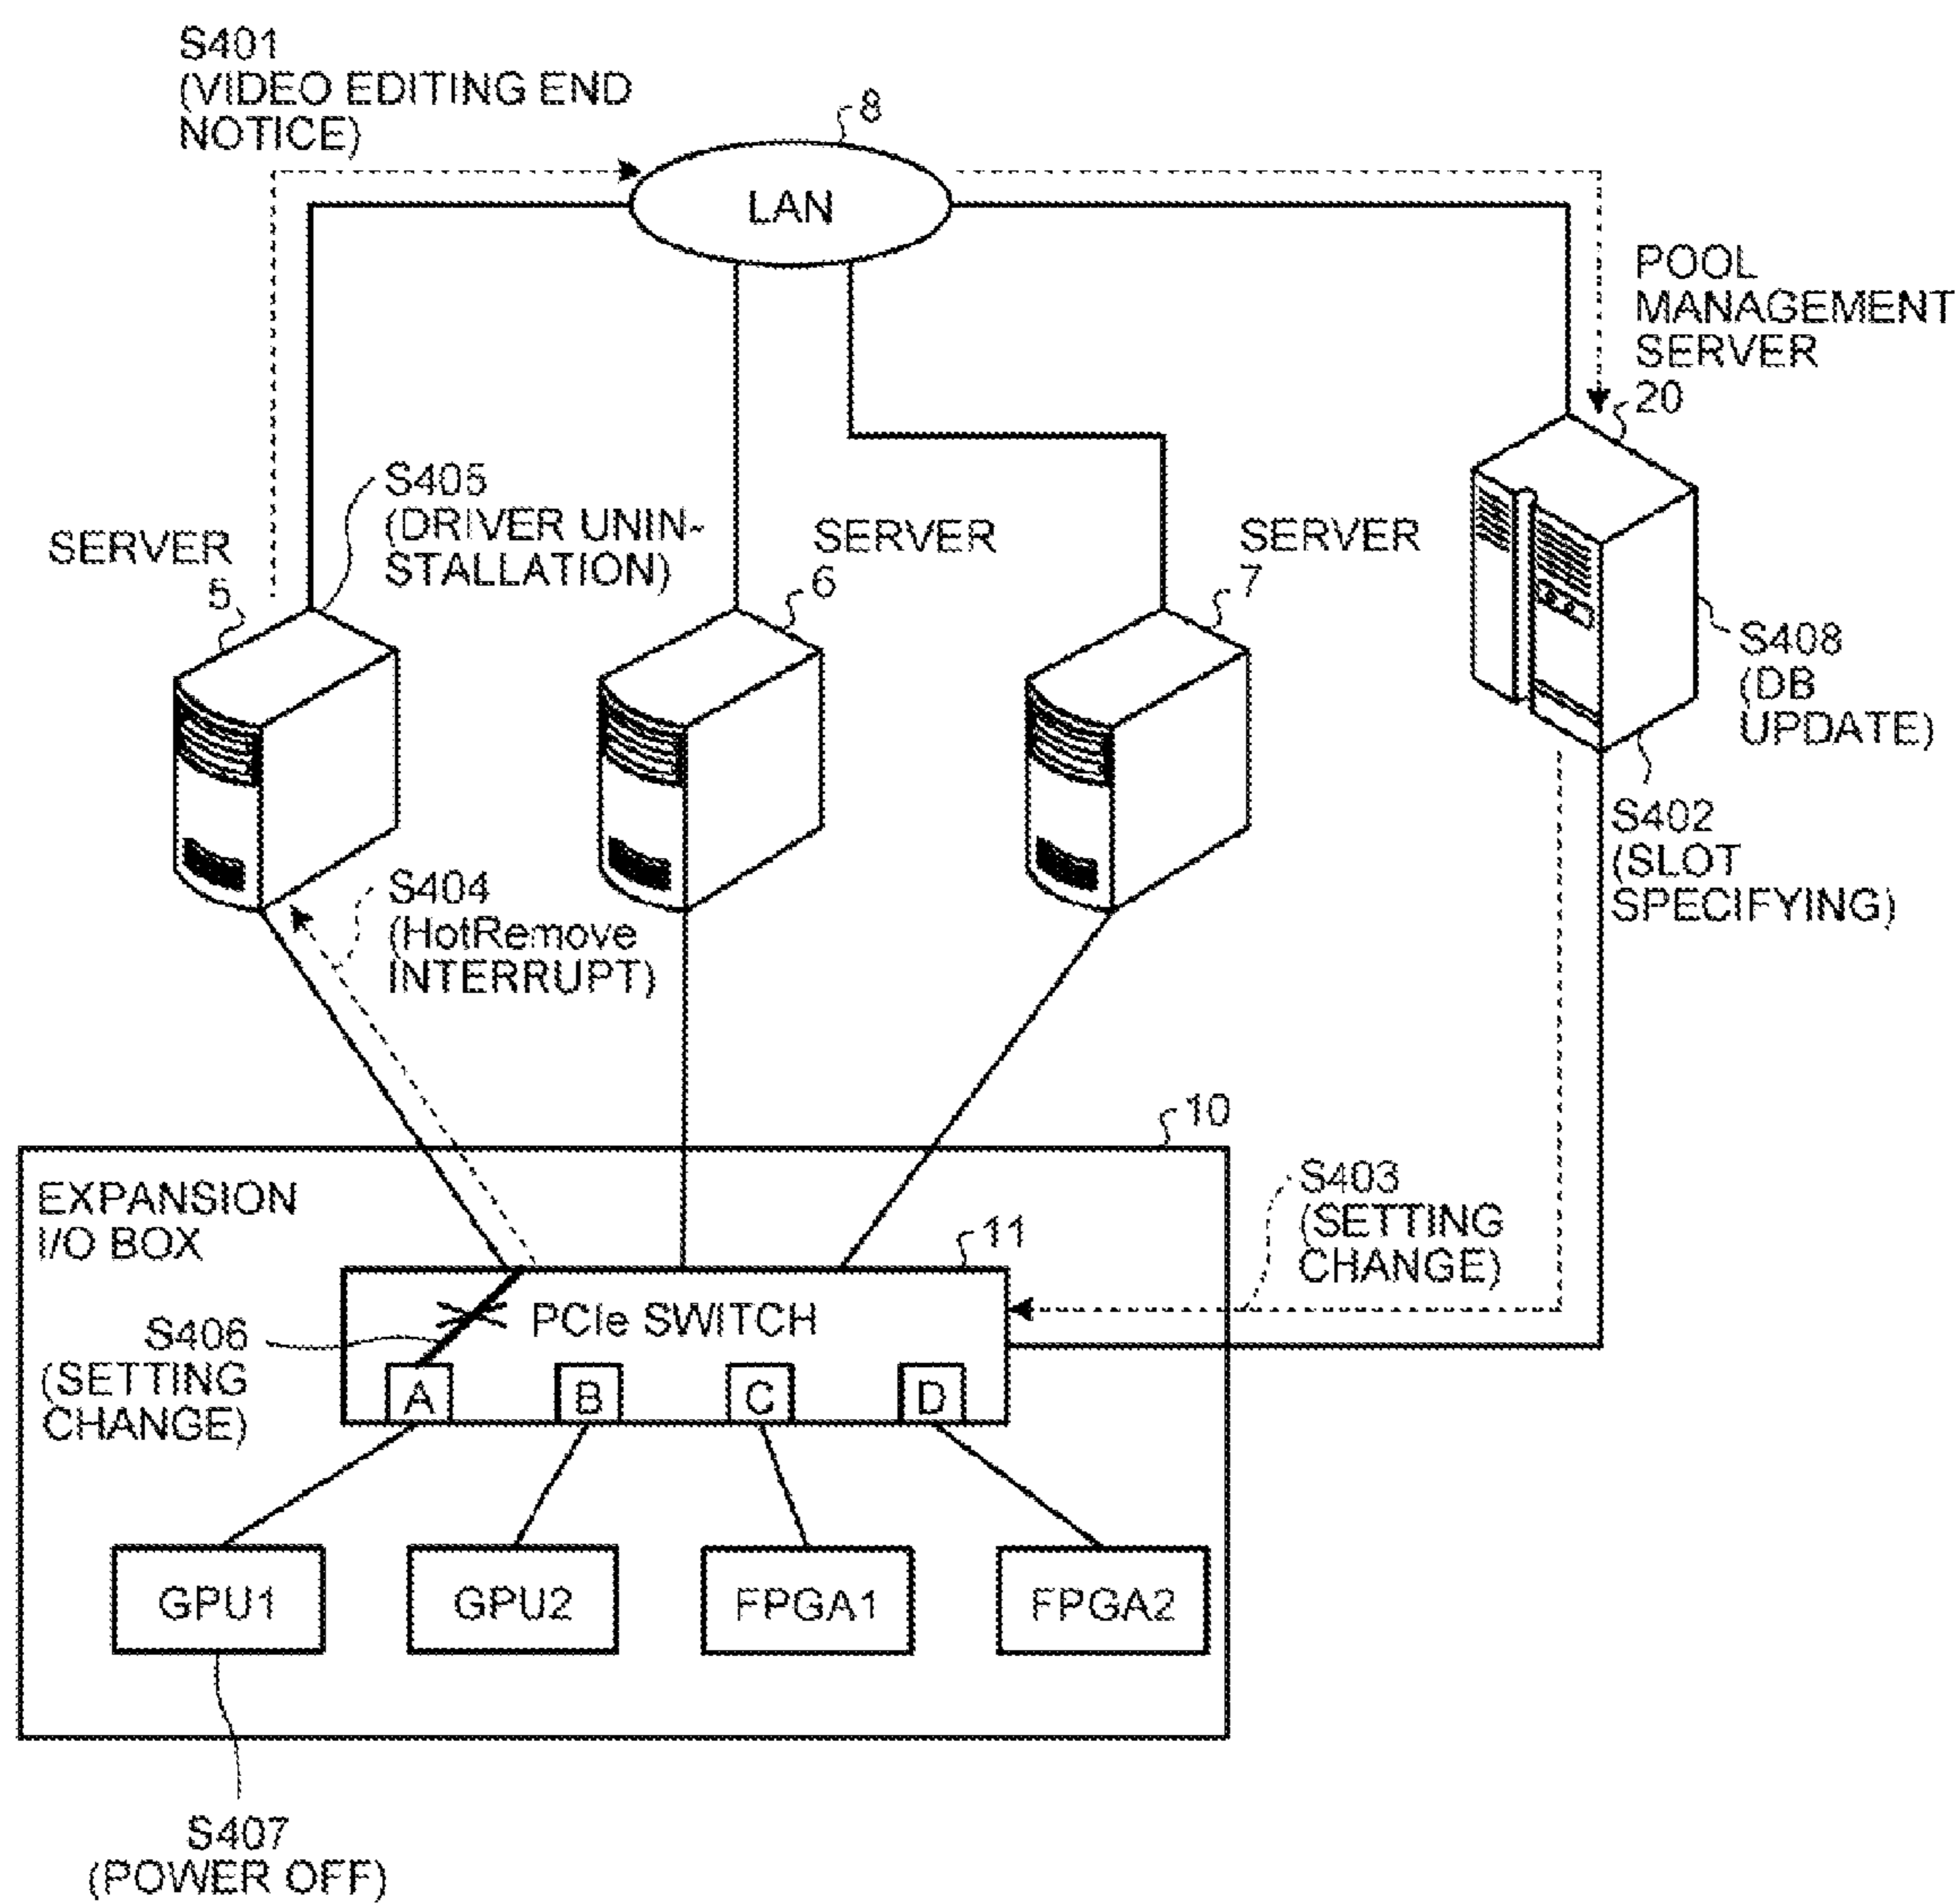 S401
(VIDEO EDITING END
NOTICE)
8
LAN
POOL
MANAGEMENT
SERVER
20
S405
(DRIVER UNIN-
STALLATION)
SERVER
5
SERVER
6
SERVER
7
S408
(DB
UPDATE)
S402
(SLOT
SPECIFYING)
S404
(HotRemove
INTERRUPT)
10
EXPANSION
I/O BOX
S403
(SETTING
CHANGE)
11
PCIe SWITCH
S406
(SETTING
CHANGE)
A
B
C
D
GPU1
GPU2
FPGA1
FPGA2
S407
(POWER OFF)